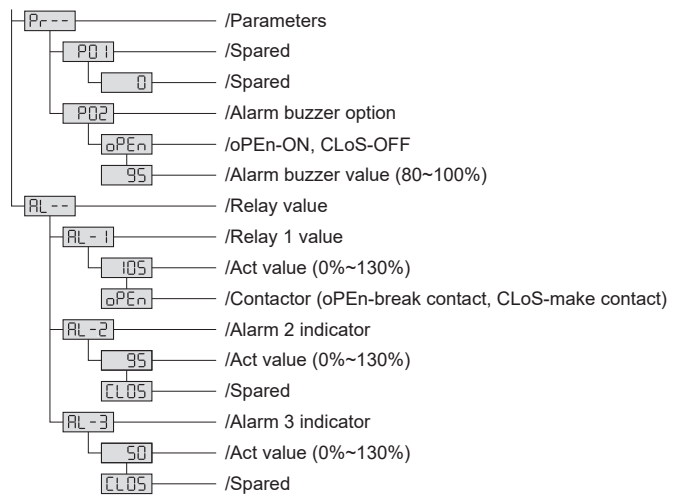 Pr-- /Parameters
P01 /Spared
0 /Spared
P02 /Alarm buzzer option
oPEn /oPEn-ON, CLoS-OFF
95 /Alarm buzzer value (80~100%)
AL-- /Relay value
AL-1 /Relay 1 value
105 /Act value (0%~130%)
oPEn /Contactor (oPEn-break contact, CLoS-make contact)
AL-2 /Alarm 2 indicator
95 /Act value (0%~130%)
CLOS /Spared
AL-3 /Alarm 3 indicator
50 /Act value (0%~130%)
CLOS /Spared